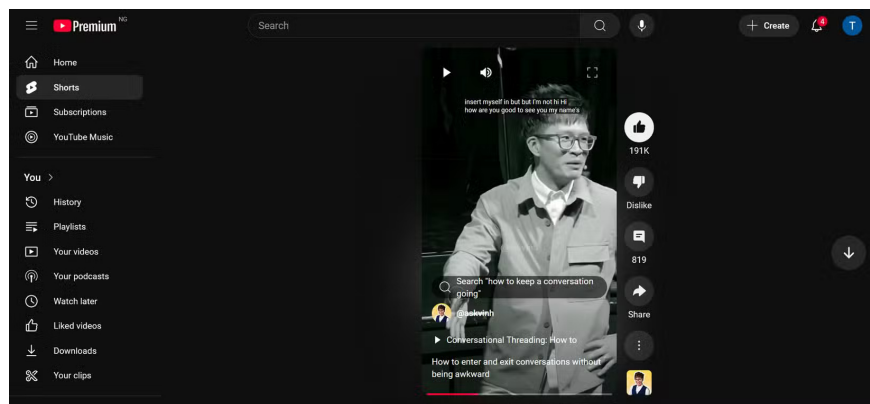 Premium NG
Search
Create
4
T
Home
Shorts
Subscriptions
YouTube Music
You
History
Playlists
Your videos
Your podcasts
Watch later
Liked videos
Downloads
Your clips
insert myself in but but I'm not hi Hi
how are you good to see you my name's
191K
Dislike
819
Share
Search "how to keep a conversation
going"
@askvinh
Conversational Threading: How to
How to enter and exit conversations without
being awkward